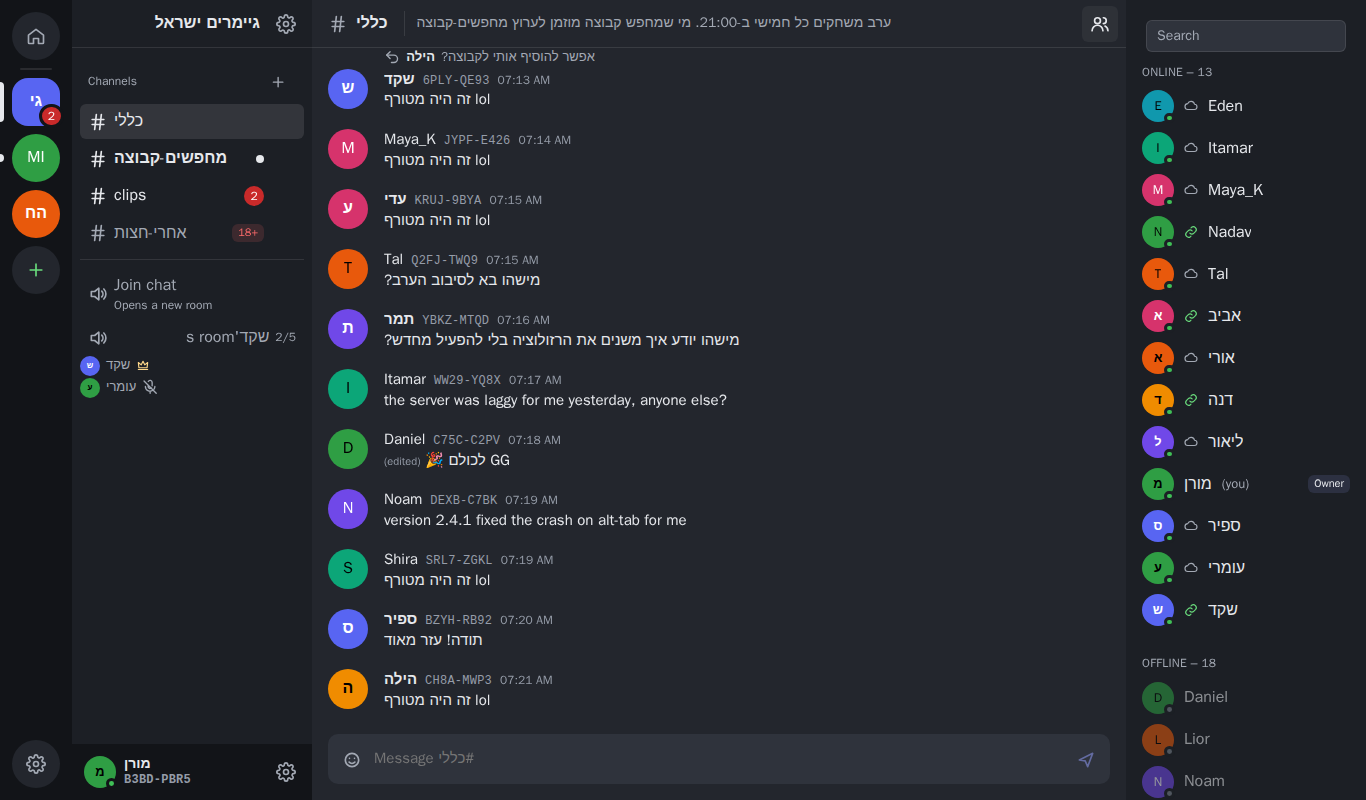 גי
2
MI
הח
גיימרים ישראל
Channels
כללי
מחפשים-קבוצה
clips
2
אחרי-חצות
18+
Join chat
Opens a new room
שקד's room
2/5
ש
שקד
ע
עומרי
מ
מורן
B3BD-PBR5
כללי
ערב משחקים כל חמישי ב-21:00. מי שמחפש קבוצה מוזמן לערוץ מחפשים-קבוצה
הילה אפשר להוסיף אותי לקבוצה?
ש
שקד 6PLY-QE93 07:13 AM
זה היה מטורף lol
M
Maya_K JYPF-E426 07:14 AM
זה היה מטורף lol
ע
עדי KRUJ-9BYA 07:15 AM
זה היה מטורף lol
T
Tal Q2FJ-TWQ9 07:15 AM
מישהו בא לסיבוב הערב?
ת
תמר YBKZ-MTQD 07:16 AM
מישהו יודע איך משנים את הרזולוציה בלי להפעיל מחדש?
I
Itamar WW29-YQ8X 07:17 AM
the server was laggy for me yesterday, anyone else?
D
Daniel C75C-C2PV 07:18 AM
GG לכולם 🎉 (edited)
N
Noam DEXB-C7BK 07:19 AM
version 2.4.1 fixed the crash on alt-tab for me
S
Shira SRL7-ZGKL 07:19 AM
זה היה מטורף lol
ס
ספיר BZYH-RB92 07:20 AM
תודה! עזר מאוד
ה
הילה CH8A-MWP3 07:21 AM
זה היה מטורף lol
Message #כללי
Search
ONLINE – 13
E
Eden
I
Itamar
M
Maya_K
N
Nadav
T
Tal
א
אביב
א
אורי
ד
דנה
ל
ליאור
מ
מורן (you) Owner
ס
ספיר
ע
עומרי
ש
שקד
OFFLINE – 18
D
Daniel
L
Lior
N
Noam